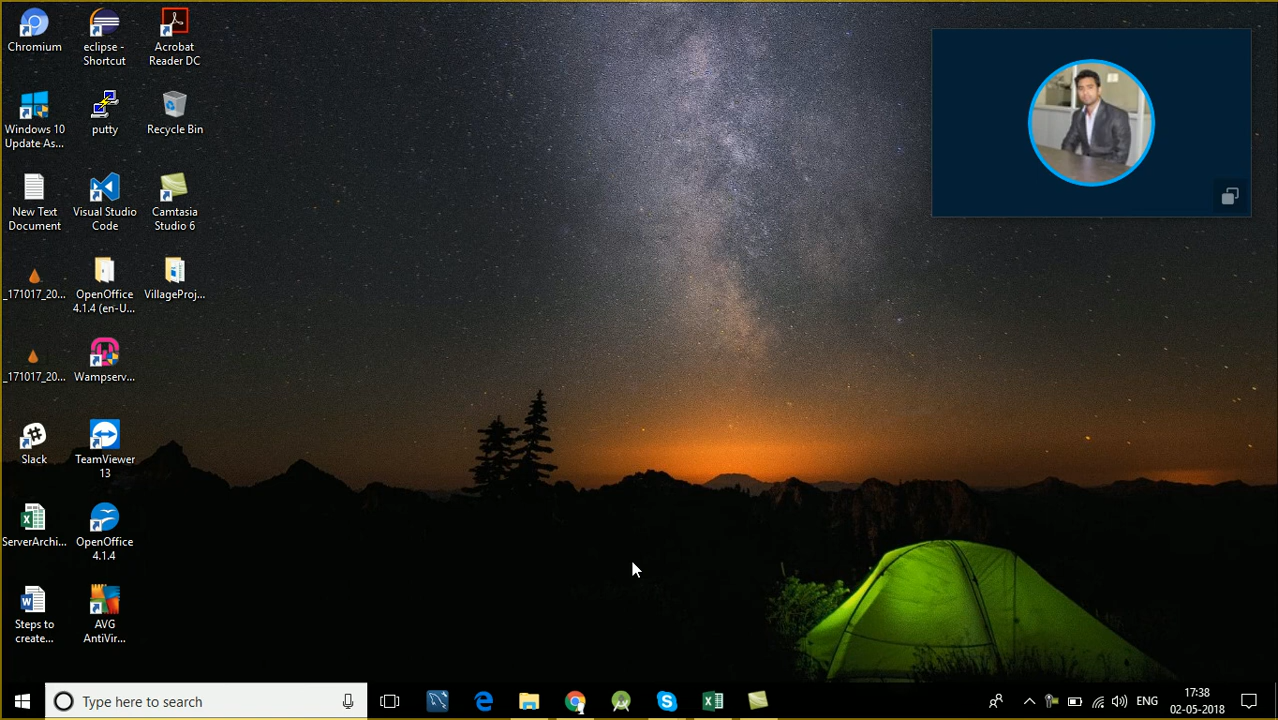 Chromium
eclipse -
Shortcut
Acrobat
Reader DC
Windows 10
Update As...
putty
Recycle Bin
New Text
Document
Visual Studio
Code
Camtasia
Studio 6
_171017_20...
OpenOffice
4.1.4 (en-U...
VillageProj...
_171017_20...
Wampserv...
Slack
TeamViewer
13
ServerArchi...
OpenOffice
4.1.4
Steps to
create...
AVG
AntiVir...
Type here to search
ENG
17:38
02-05-2018